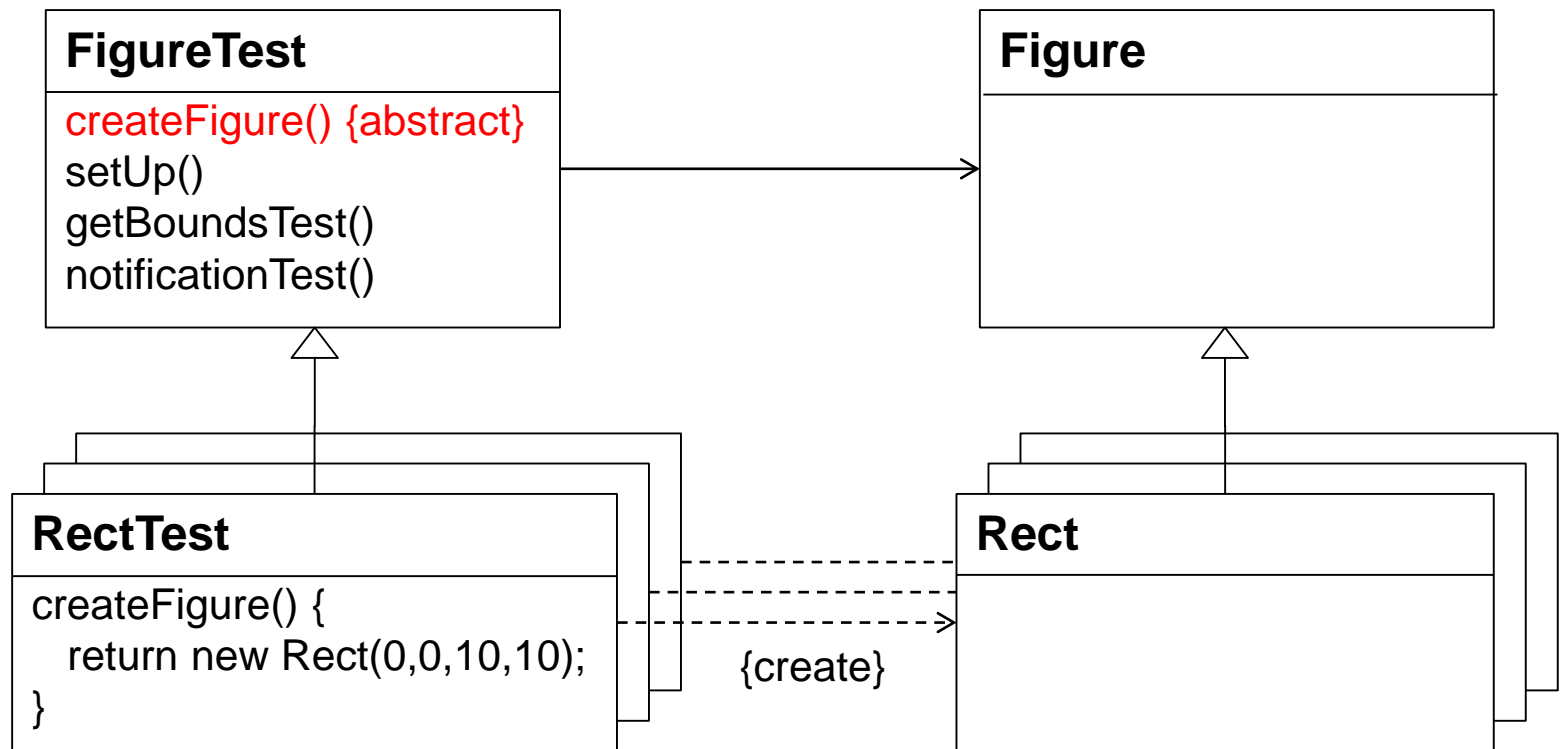 FigureTest
createFigure() {abstract}
setUp()
getBoundsTest()
notificationTest()
Figure
RectTest
createFigure() {
return new Rect(0,0,10,10);
}
{create}
Rect